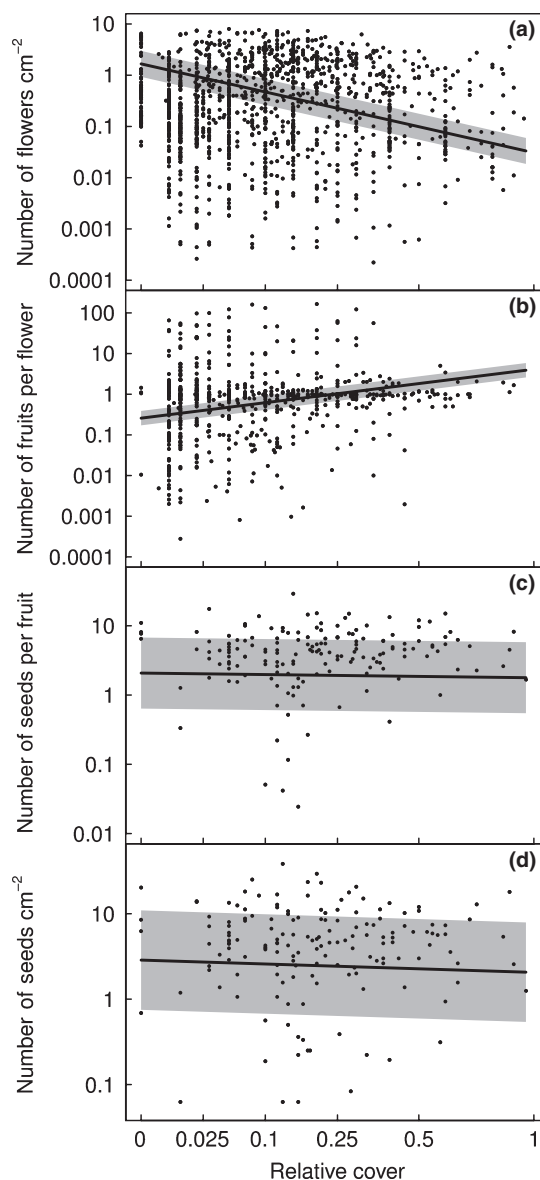 (a)
Number of flowers cm⁻²
10
1
0.1
0.01
0.001
0.0001
(b)
Number of fruits per flower
100
10
1
0.1
0.01
0.001
0.0001
(c)
Number of seeds per fruit
10
1
0.1
0.01
(d)
Number of seeds cm⁻²
10
1
0.1
0 0.025 0.1 0.25 0.5 1
Relative cover